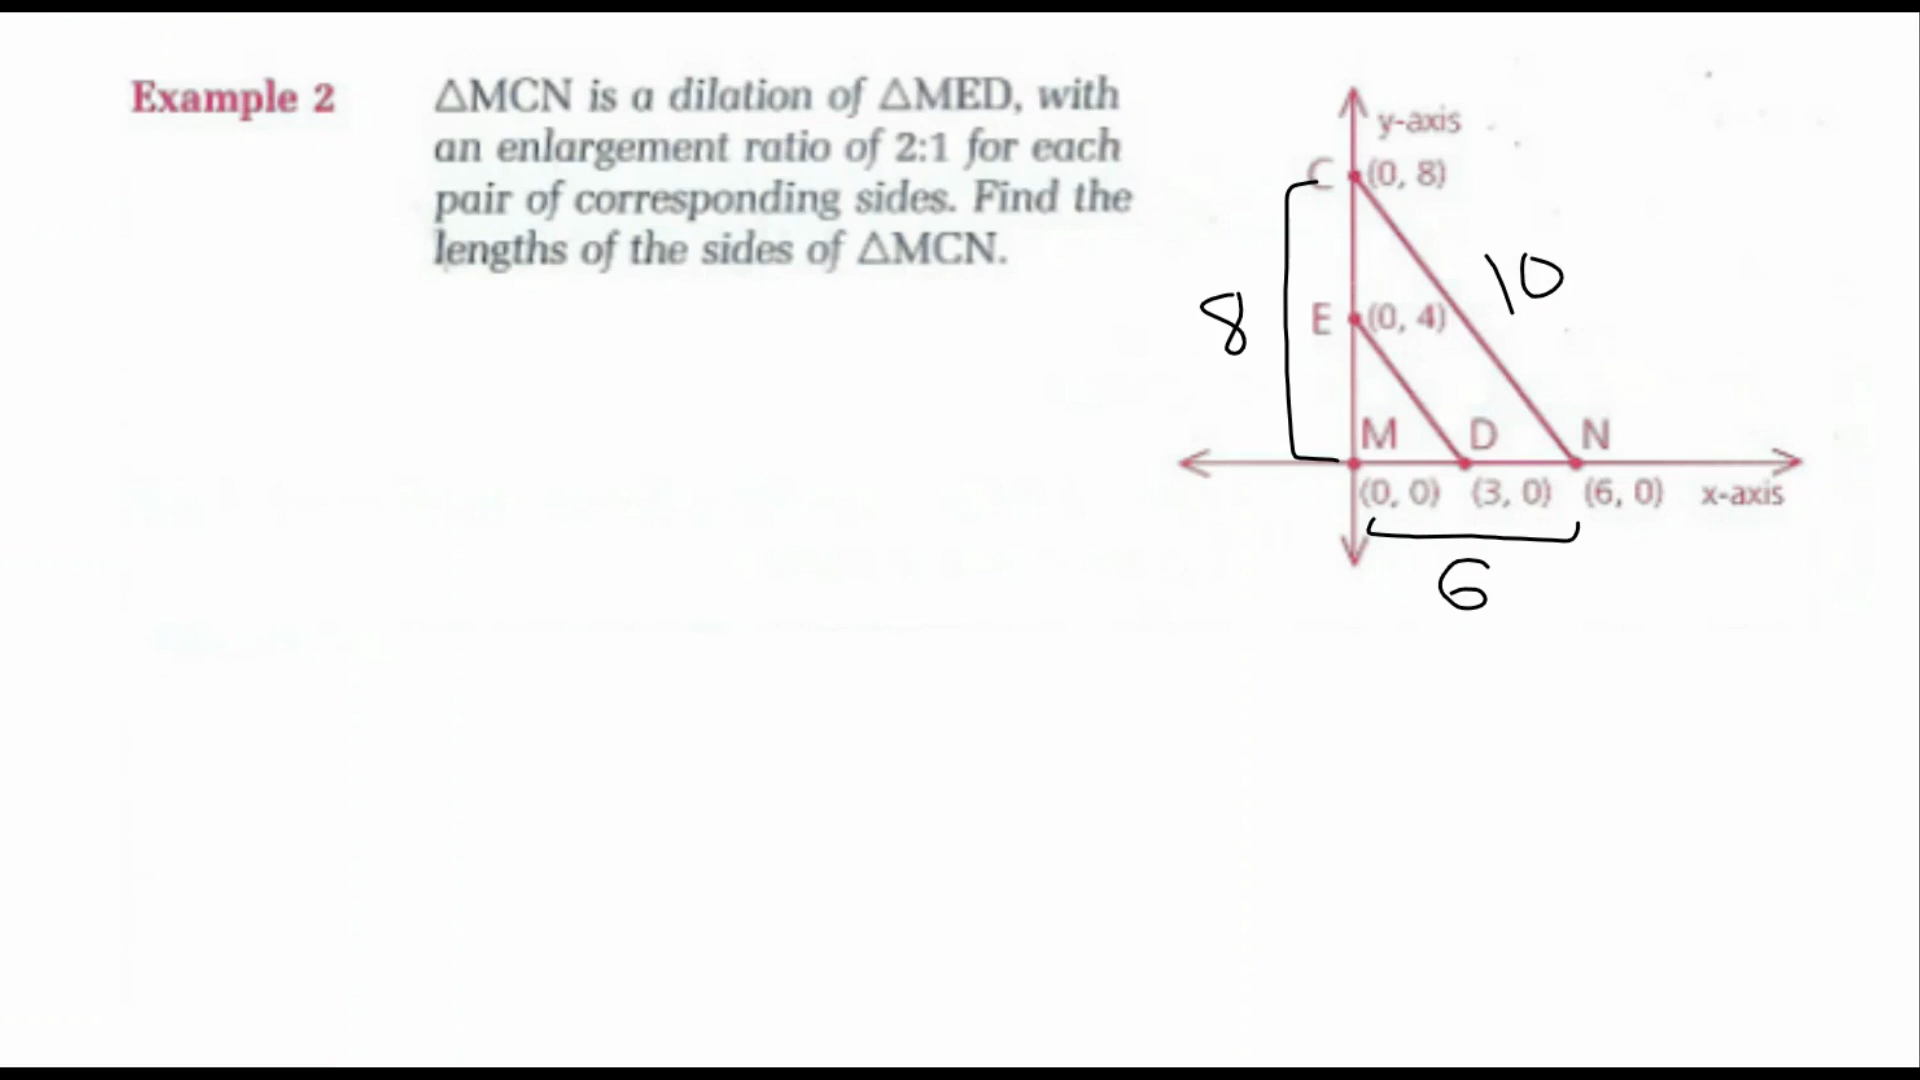 Example 2 △MCN is a dilation of △MED, with
an enlargement ratio of 2:1 for each
pair of corresponding sides. Find the
lengths of the sides of △MCN.
y-axis
C (0, 8)
10
8
E (0, 4)
M D N
(0, 0) (3, 0) (6, 0) x-axis
6